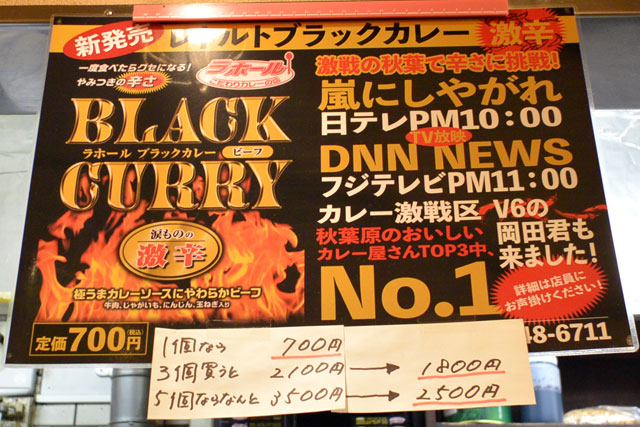 新発売
レトルトブラックカレー
激辛
一度食べたらクセになる!
やみつきの辛さ
ラホール
こだわりカレーの店
BLACK
ラホール ブラックカレー ビーフ
CURRY
涙ものの
激辛
極うまカレーソースにやわらかビーフ
牛肉、じゃがいも、にんじん、玉ねぎ入り
定価700円(税込)
激戦の秋葉で辛さに挑戦!
嵐にしやがれ
日テレPM10:00
TV放映
DNN NEWS
フジテレビPM11:00
カレー激戦区 V6の
岡田君も
来ました!
秋葉原のおいしい
カレー屋さんTOP3中、
No.1
詳細は店員に
お声掛けください!
48-6711
1個なら 700円
3個買うと 2100円 → 1800円
5個ならなんと 3500円 → 2500円